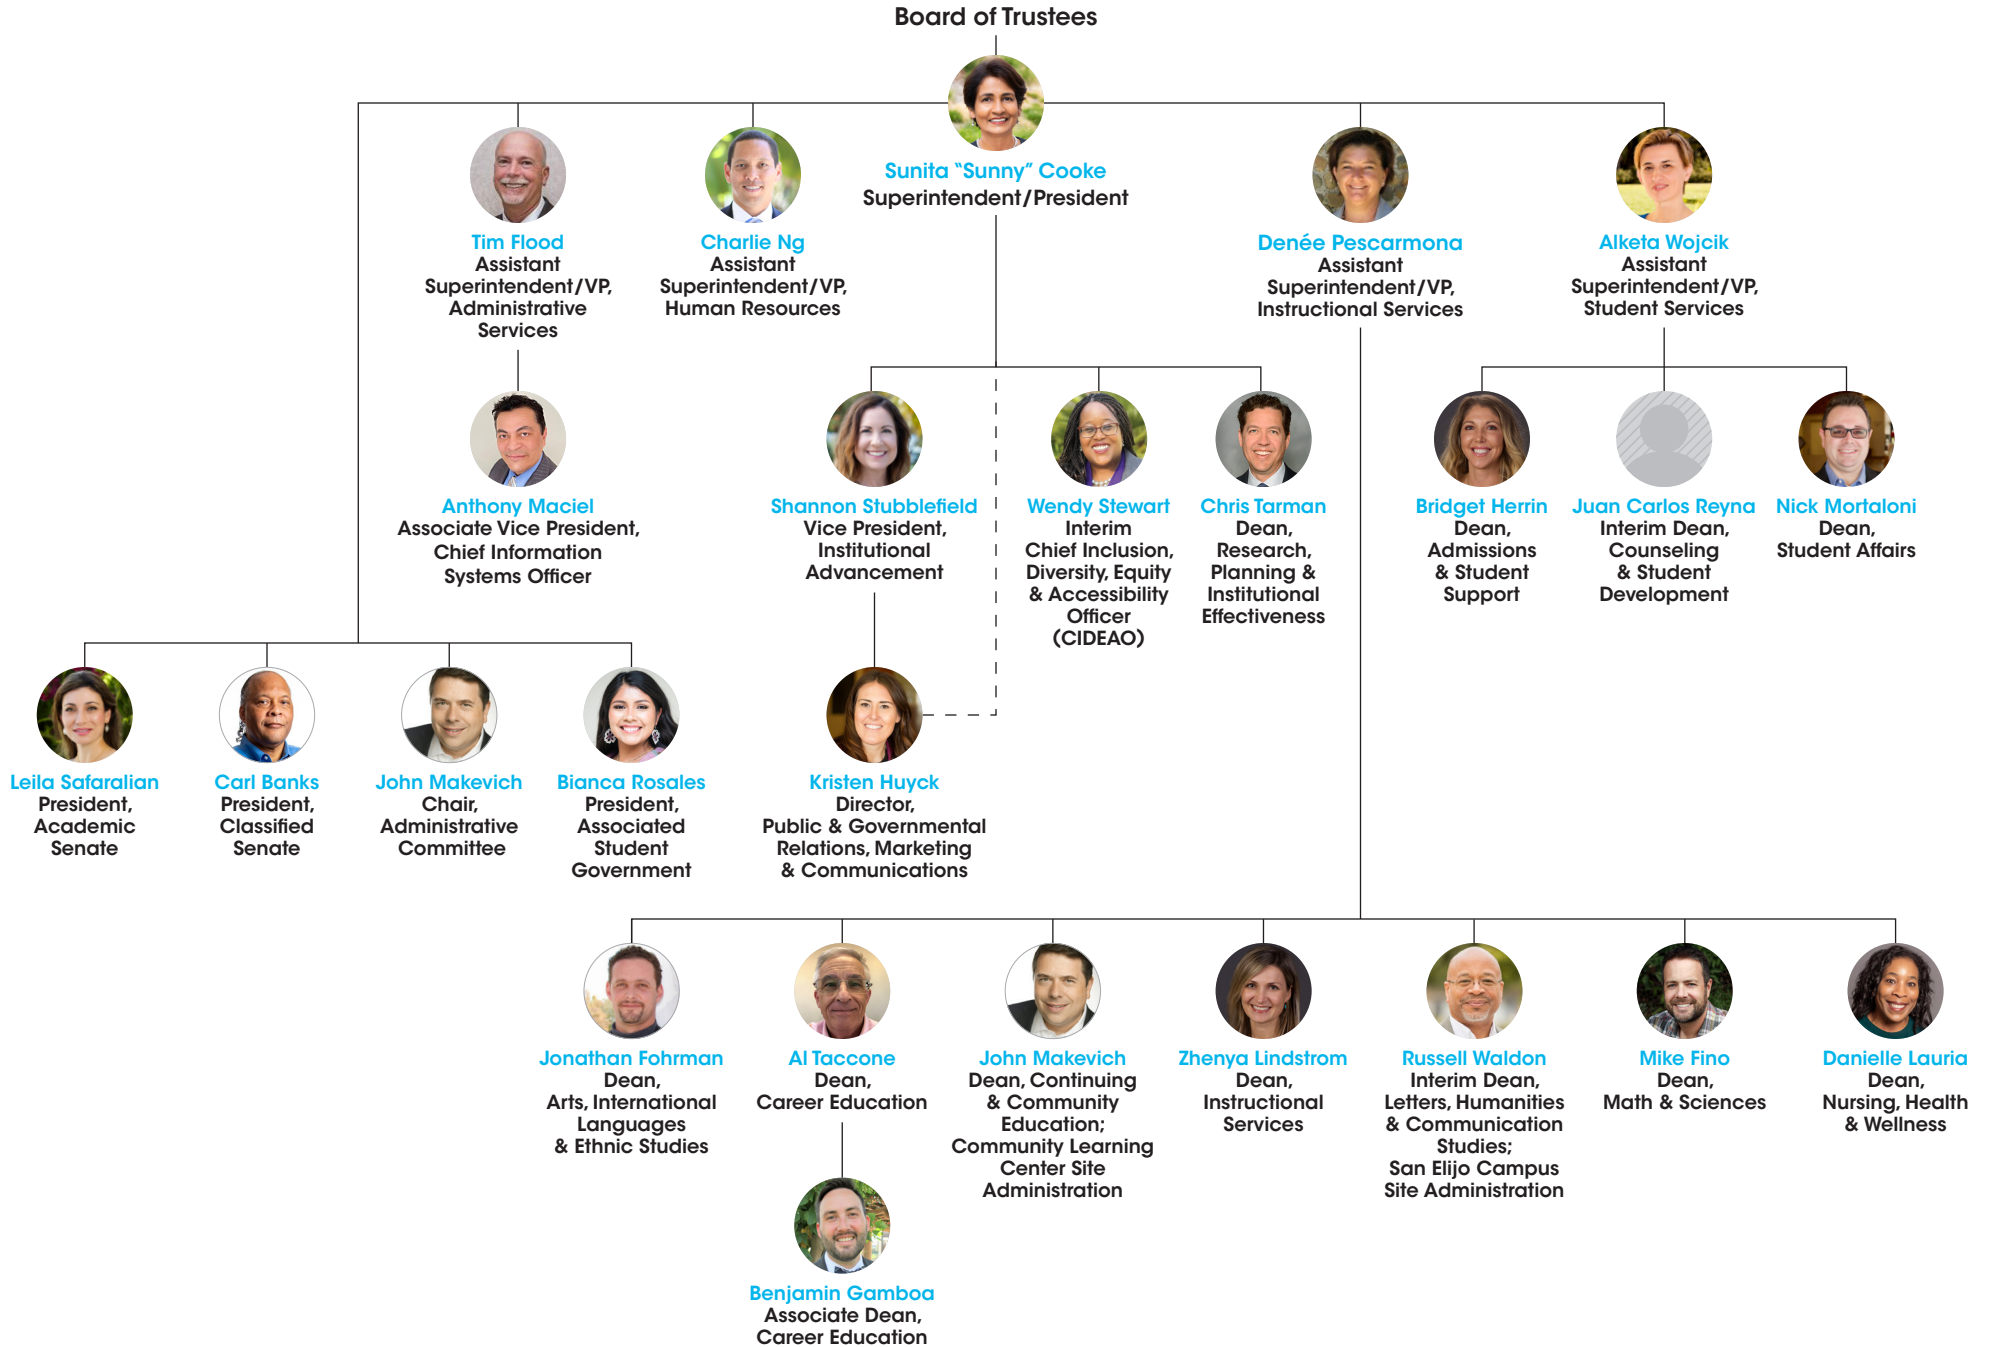 Board of Trustees
Sunita “Sunny” Cooke
Superintendent/President
Tim Flood
Assistant
Superintendent/VP,
Administrative
Services
Charlie Ng
Assistant
Superintendent/VP,
Human Resources
Denée Pescarmona
Assistant
Superintendent/VP,
Instructional Services
Alketa Wojcik
Assistant
Superintendent/VP,
Student Services
Anthony Maciel
Associate Vice President,
Chief Information
Systems Officer
Shannon Stubblefield
Vice President,
Institutional
Advancement
Wendy Stewart
Interim
Chief Inclusion,
Diversity, Equity
& Accessibility
Officer
(CIDEAO)
Chris Tarman
Dean,
Research,
Planning &
Institutional
Effectiveness
Bridget Herrin
Dean,
Admissions
& Student
Support
Juan Carlos Reyna
Interim Dean,
Counseling
& Student
Development
Nick Mortaloni
Dean,
Student Affairs
Leila Safaralian
President,
Academic
Senate
Carl Banks
President,
Classified
Senate
John Makevich
Chair,
Administrative
Committee
Bianca Rosales
President,
Associated
Student
Government
Kristen Huyck
Director,
Public & Governmental
Relations, Marketing
& Communications
Jonathan Fohrman
Dean,
Arts, International
Languages
& Ethnic Studies
Al Taccone
Dean,
Career Education
John Makevich
Dean, Continuing
& Community
Education;
Community Learning
Center Site
Administration
Zhenya Lindstrom
Dean,
Instructional
Services
Russell Waldon
Interim Dean,
Letters, Humanities
& Communication
Studies;
San Elijo Campus
Site Administration
Mike Fino
Dean,
Math & Sciences
Danielle Lauria
Dean,
Nursing, Health
& Wellness
Benjamin Gamboa
Associate Dean,
Career Education